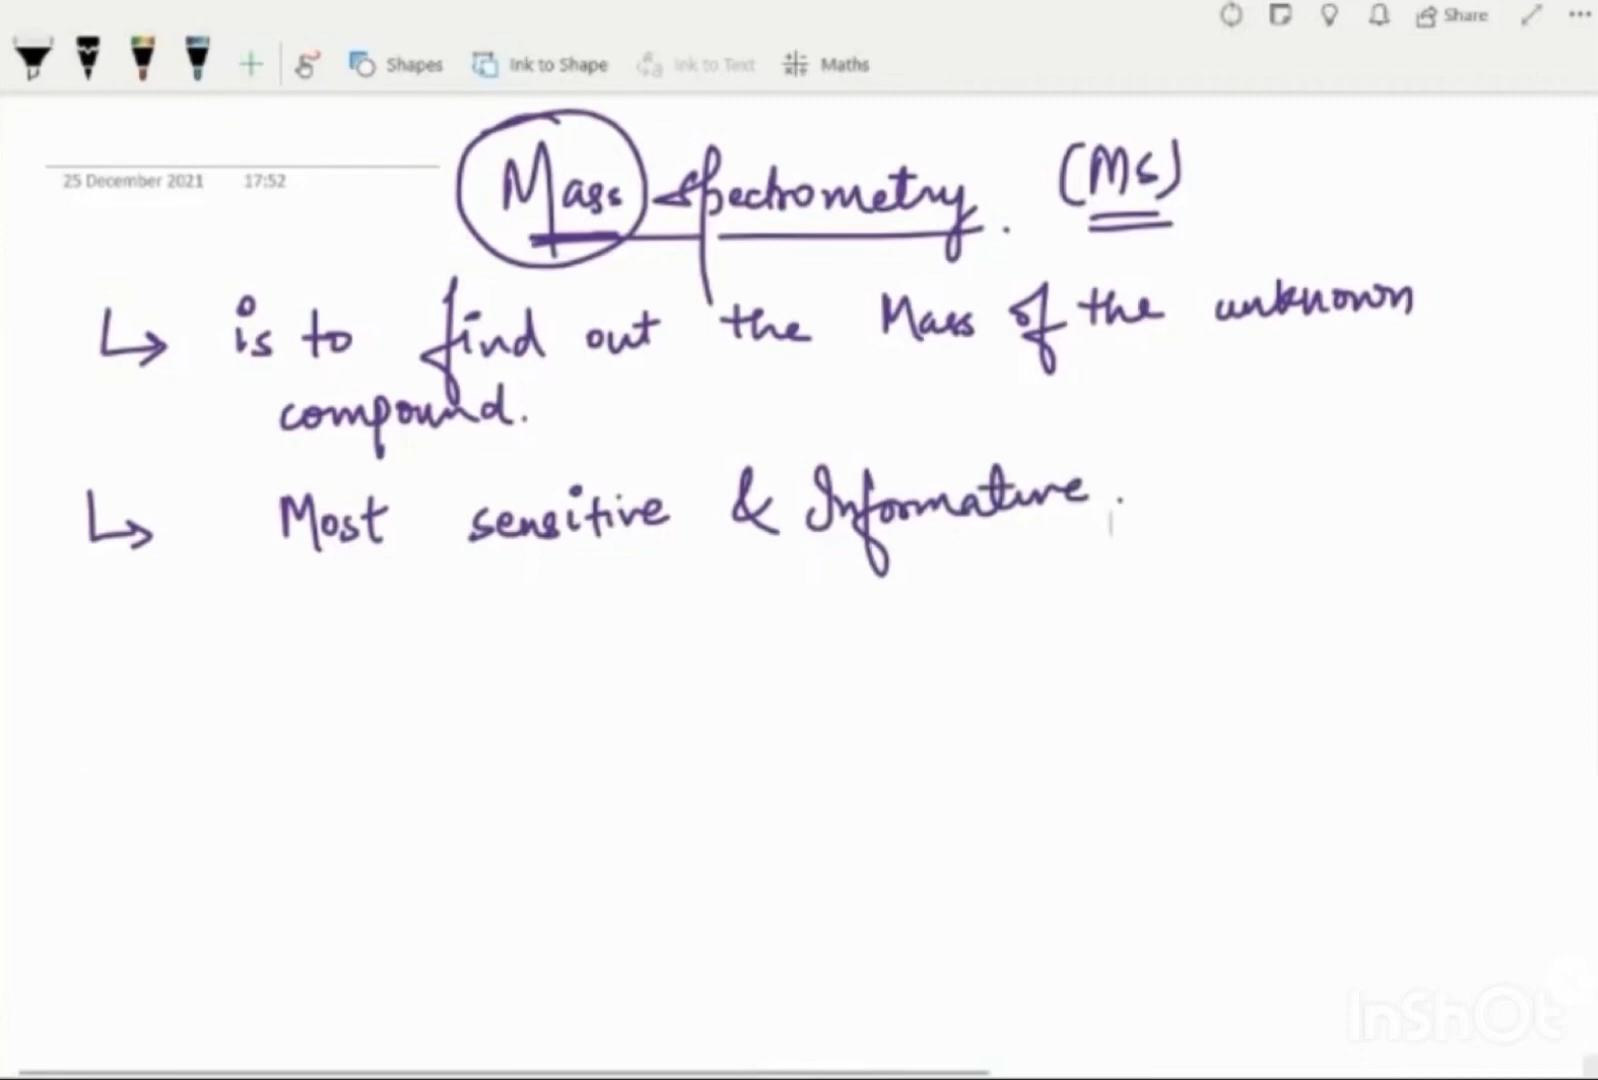 Share
Shapes Ink to Shape Ink to Text Maths
25 December 2021 17:52
Mass spectrometry. (MS)
↳ is to find out the Mass of the unknown
compound.
↳ Most sensitive & Informative.
InShOt